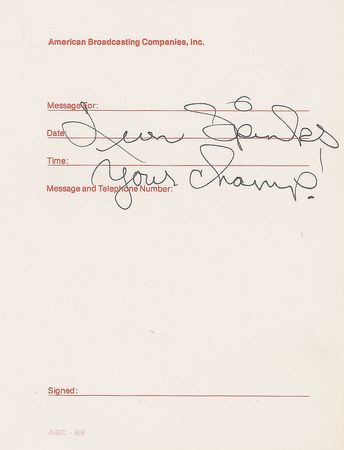 American Broadcasting Companies, Inc.
Message For:
Date:
Leon Spinks
Time:
Your Champ!
Message and Telephone Number:
Signed:
ABC - 88